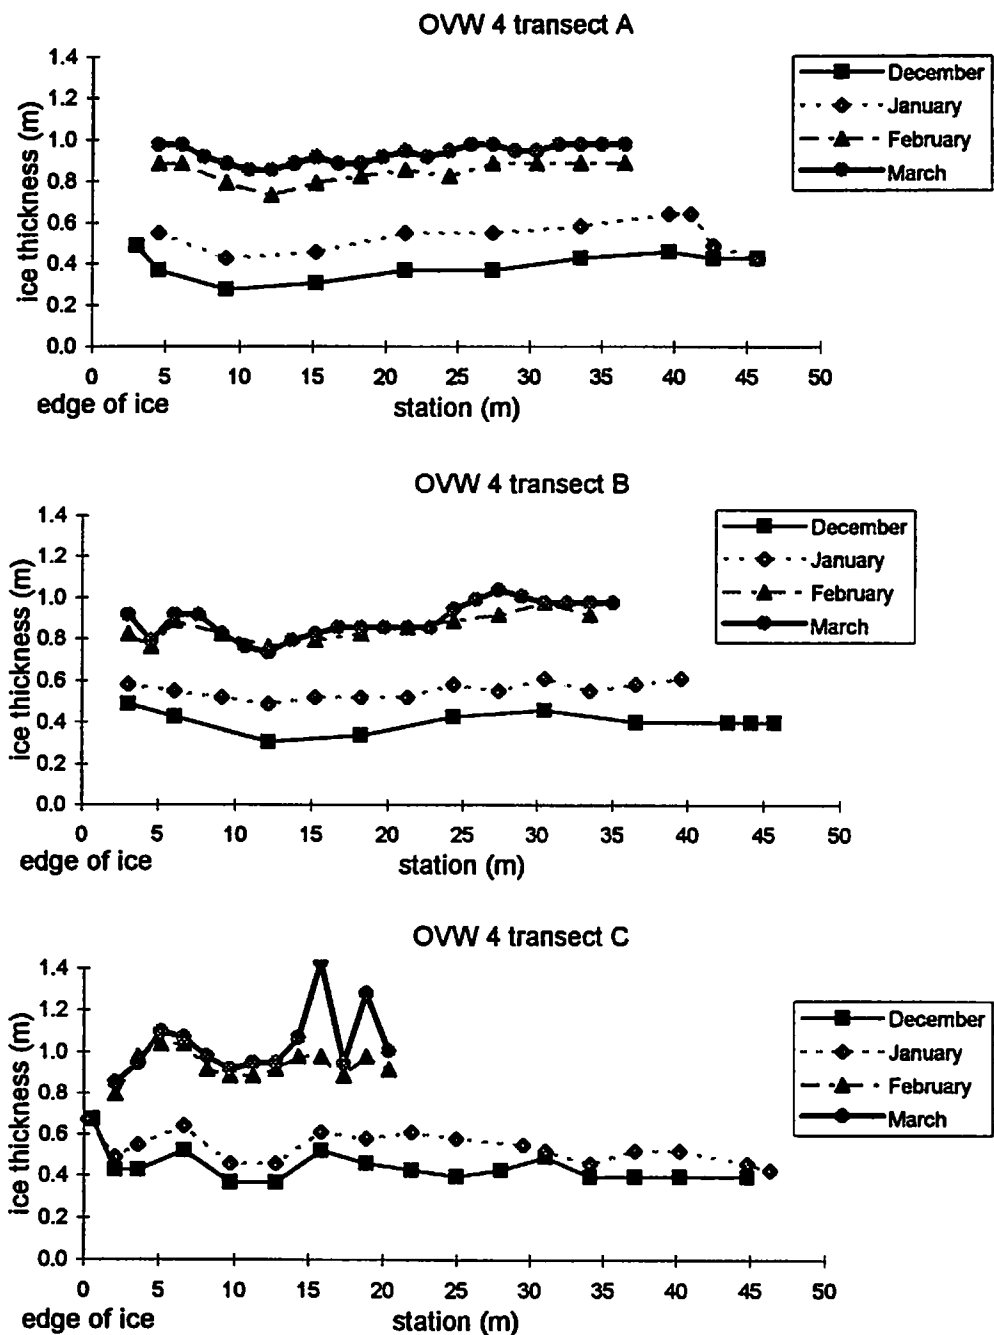 OVW 4 transect A
1.4
1.2
1.0
0.8
0.6
0.4
0.2
0.0
ice thickness (m)
December
January
February
March
0 5 10 15 20 25 30 35 40 45 50
edge of ice station (m)
OVW 4 transect B
1.4
1.2
1.0
0.8
0.6
0.4
0.2
0.0
ice thickness (m)
December
January
February
March
0 5 10 15 20 25 30 35 40 45 50
edge of ice station (m)
OVW 4 transect C
1.4
1.2
1.0
0.8
0.6
0.4
0.2
0.0
ice thickness (m)
December
January
February
March
0 5 10 15 20 25 30 35 40 45 50
edge of ice station (m)